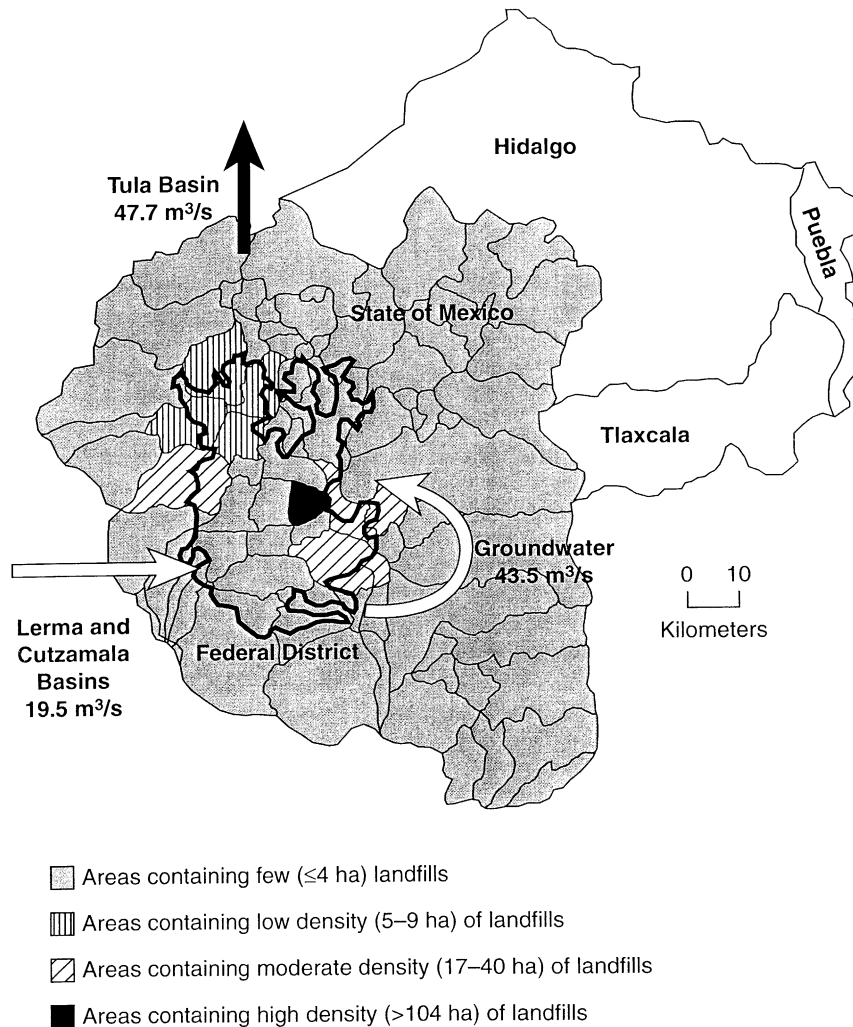 Hidalgo
Tula Basin
47.7 m³/s
Puebla
State of Mexico
Tlaxcala
Groundwater
43.5 m³/s
0 10
Kilometers
Lerma and
Cutzamala
Basins
19.5 m³/s
Federal District
Areas containing few (≤4 ha) landfills
Areas containing low density (5–9 ha) of landfills
Areas containing moderate density (17–40 ha) of landfills
Areas containing high density (>104 ha) of landfills